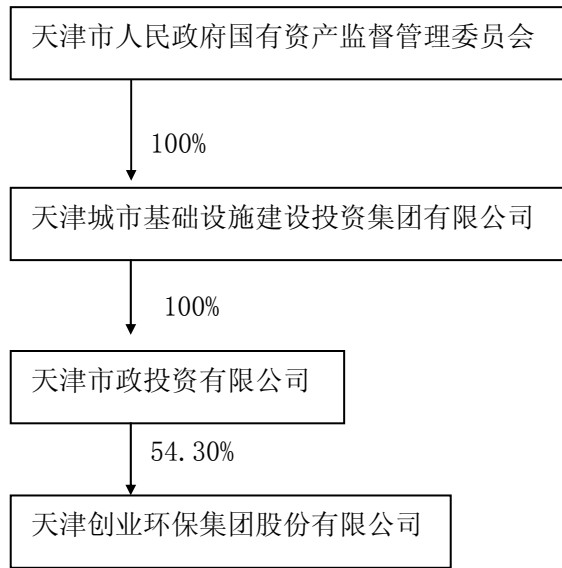 天津市人民政府国有资产监督管理委员会
100%
天津城市基础设施建设投资集团有限公司
100%
天津市政投资有限公司
54.30%
天津创业环保集团股份有限公司